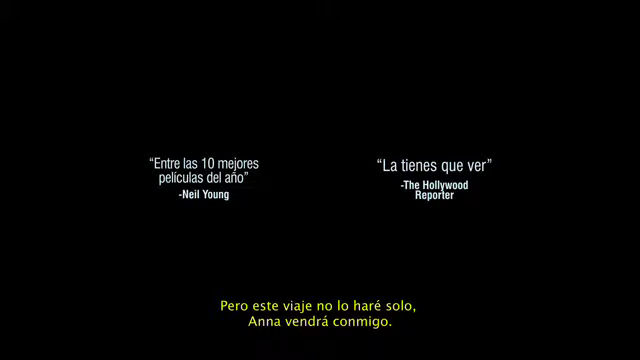 “Entre las 10 mejores
películas del año”
-Neil Young
“La tienes que ver”
-The Hollywood
Reporter
Pero este viaje no lo haré solo,
Anna vendrá conmigo.